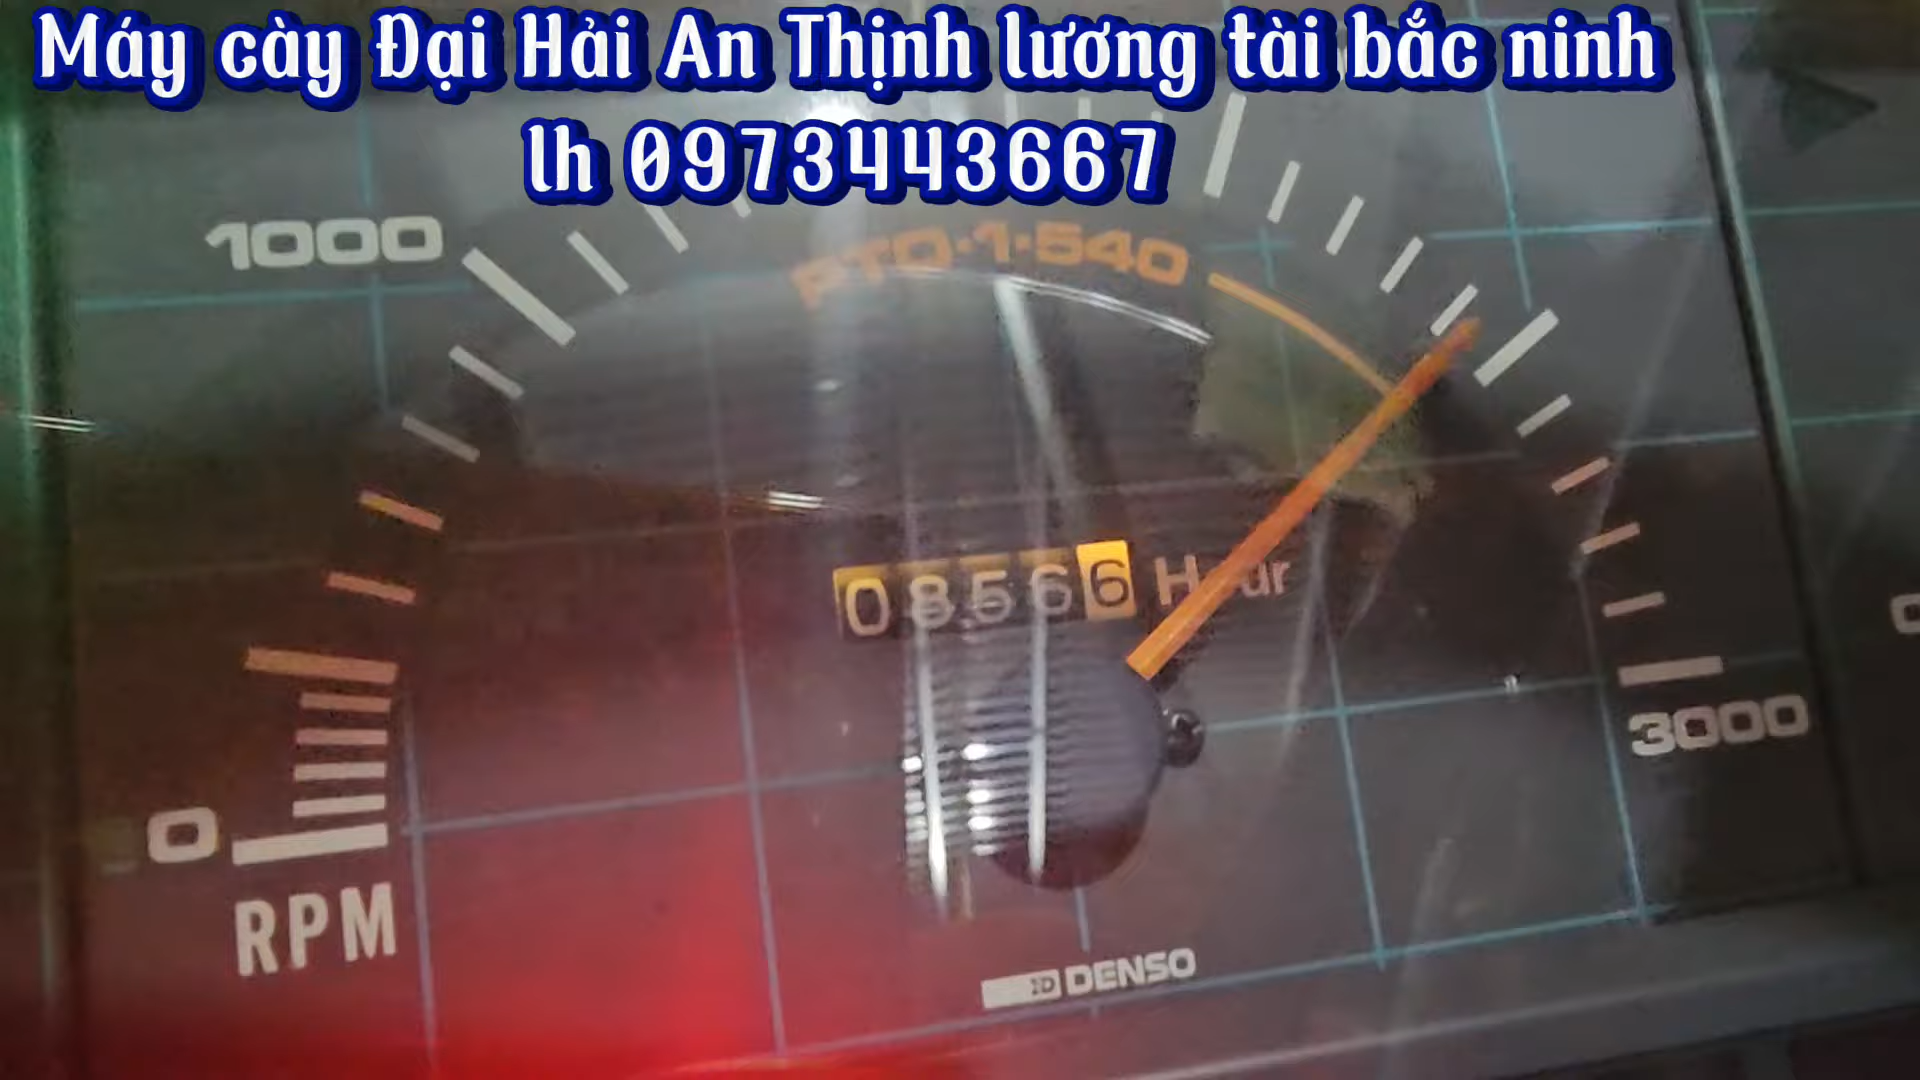 Máy cày Đại Hải An Thịnh lương tài bắc ninh
lh 0973443667
1000
PTO·1·540
08566 Hour
3000
0
RPM
DENSO